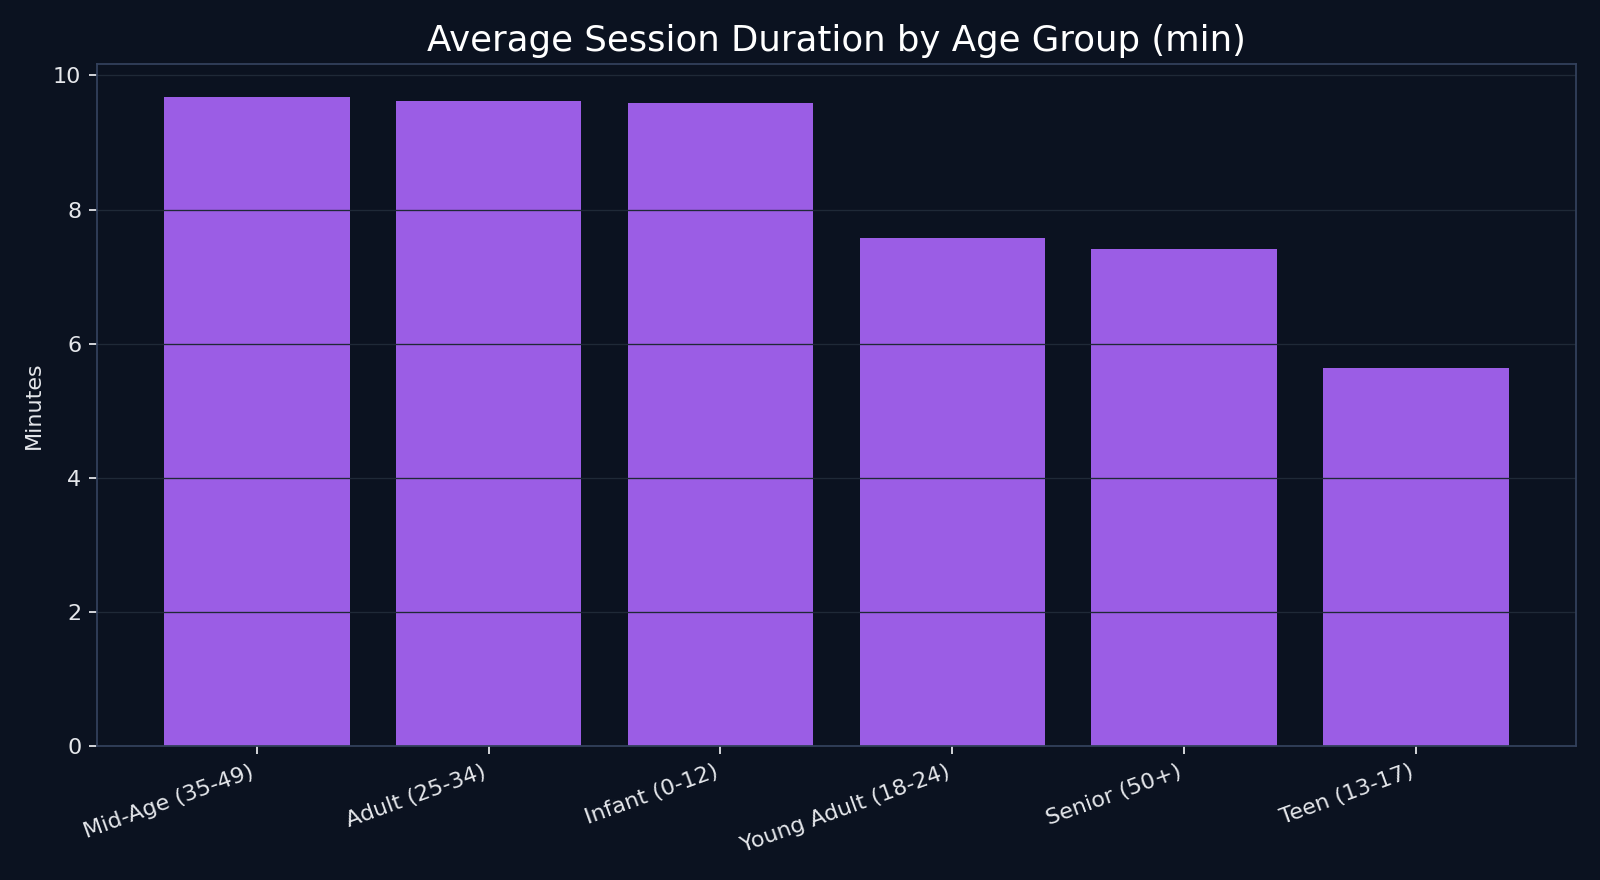 Average Session Duration by Age Group (min)
10
8
6
4
2
0
Minutes
Mid-Age (35-49)
Adult (25-34)
Infant (0-12)
Young Adult (18-24)
Senior (50+)
Teen (13-17)